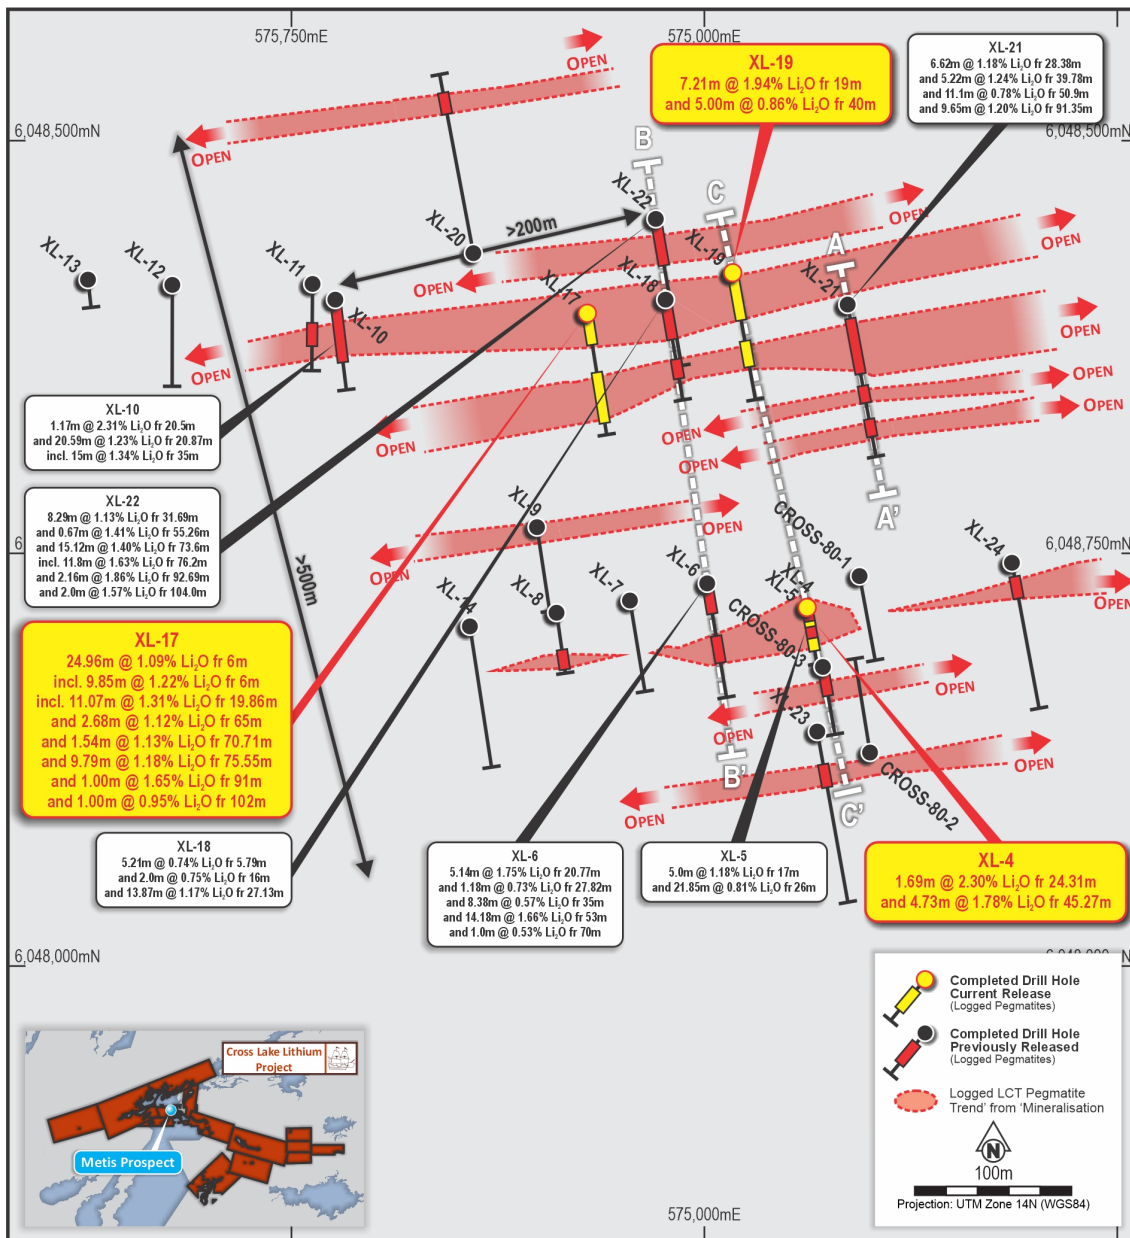 575,750mE
575,000mE
6,048,500mN
6,048,500mN
OPEN
OPEN
XL-19
7.21m @ 1.94% Li₂O fr 19m
and 5.00m @ 0.86% Li₂O fr 40m
XL-21
6.62m @ 1.18% Li₂O fr 28.38m
and 5.22m @ 1.24% Li₂O fr 39.78m
and 11.1m @ 0.78% Li₂O fr 50.9m
and 9.65m @ 1.20% Li₂O fr 91.35m
B
C
A
XL-22
>200m
XL-20
XL-19
XL-21
OPEN
OPEN
OPEN
XL-13
XL-12
XL-11
XL-10
XL-17
XL-18
OPEN
OPEN
OPEN
OPEN
OPEN
OPEN
OPEN
OPEN
XL-10
1.17m @ 2.31% Li₂O fr 20.5m
and 20.59m @ 1.23% Li₂O fr 20.87m
incl. 15m @ 1.34% Li₂O fr 35m
XL-22
8.29m @ 1.13% Li₂O fr 31.69m
and 0.67m @ 1.41% Li₂O fr 55.26m
and 15.12m @ 1.40% Li₂O fr 73.6m
incl. 11.8m @ 1.63% Li₂O fr 76.2m
and 2.16m @ 1.86% Li₂O fr 92.69m
and 2.0m @ 1.57% Li₂O fr 104.0m
>500m
A'
XL-9
OPEN
OPEN
CROSS-80-1
XL-24
6,048,750mN
6
XL-14
XL-8
XL-7
XL-6
XL-4
XL-5
CROSS-80-3
OPEN
OPEN
OPEN
XL-23
B'
C'
CROSS-80-2
OPEN
OPEN
XL-17
24.96m @ 1.09% Li₂O fr 6m
incl. 9.85m @ 1.22% Li₂O fr 6m
incl. 11.07m @ 1.31% Li₂O fr 19.86m
and 2.68m @ 1.12% Li₂O fr 65m
and 1.54m @ 1.13% Li₂O fr 70.71m
and 9.79m @ 1.18% Li₂O fr 75.55m
and 1.00m @ 1.65% Li₂O fr 91m
and 1.00m @ 0.95% Li₂O fr 102m
XL-18
5.21m @ 0.74% Li₂O fr 5.79m
and 2.0m @ 0.75% Li₂O fr 16m
and 13.87m @ 1.17% Li₂O fr 27.13m
XL-6
5.14m @ 1.75% Li₂O fr 20.77m
and 1.18m @ 0.73% Li₂O fr 27.82m
and 8.38m @ 0.57% Li₂O fr 35m
and 14.18m @ 1.66% Li₂O fr 53m
and 1.0m @ 0.53% Li₂O fr 70m
XL-5
5.0m @ 1.18% Li₂O fr 17m
and 21.85m @ 0.81% Li₂O fr 26m
XL-4
1.69m @ 2.30% Li₂O fr 24.31m
and 4.73m @ 1.78% Li₂O fr 45.27m
6,048,000mN
6,048,000 N
Completed Drill Hole
Current Release
(Logged Pegmatites)
Completed Drill Hole
Previously Released
(Logged Pegmatites)
Logged LCT Pegmatite
Trend' from 'Mineralisation
N
100m
Projection: UTM Zone 14N (WGS84)
Cross Lake Lithium
Project
Metis Prospect
575,000mE